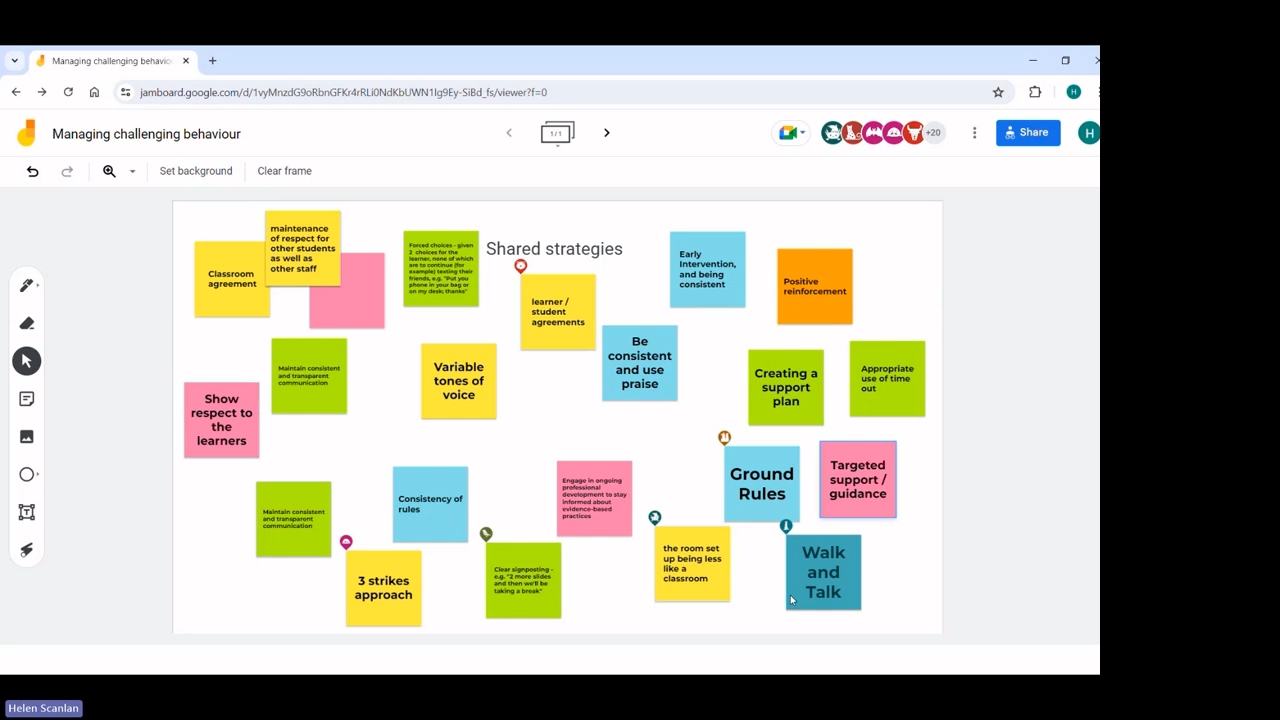 Managing challenging behavio
jamboard.google.com/d/1vyMnzdG9oRbnGFKr4rRLi0NdKbUWN1Ig9Ey-SiBd_fs/viewer?f=0
H
Managing challenging behaviour
1/1
+20
Share
H
Set background
Clear frame
Shared strategies
maintenance
of respect for
other students
as well as
other staff
Classroom
agreement
Forced choices - given
2 choices for the
learner, none of which
are to continue (for
example) texting their
friends, e.g. "Put you
phone in your bag or
on my desk; thanks"
learner /
student
agreements
Early
Intervention,
and being
consistent
Positive
reinforcement
Maintain consistent
and transparent
communication
Variable
tones of
voice
Be
consistent
and use
praise
Creating a
support
plan
Appropriate
use of time
out
Show
respect to
the
learners
Maintain consistent
and transparent
communication
Consistency of
rules
Engage in ongoing
professional
development to stay
informed about
evidence-based
practices
Ground
Rules
Targeted
support /
guidance
3 strikes
approach
Clear signposting -
e.g. "2 more slides
and then we'll be
taking a break"
the room set
up being less
like a
classroom
Walk
and
Talk
Helen Scanlan